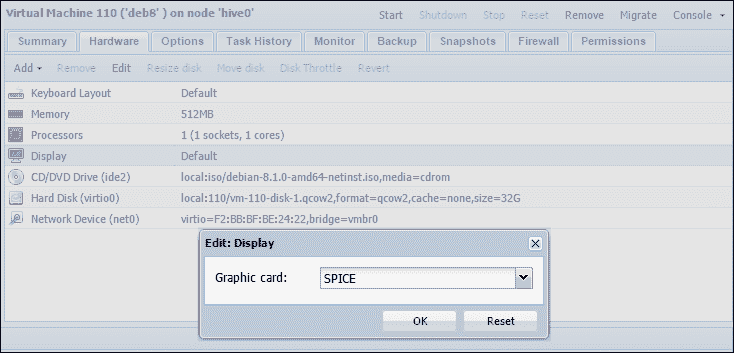 Virtual Machine 110 ('deb8' ) on node 'hive0' Start Shutdown Stop Reset Remove Migrate Console
Summary Hardware Options Task History Monitor Backup Snapshots Firewall Permissions
Add Remove Edit Resize disk Move disk Disk Throttle Revert
Keyboard Layout Default
Memory 512MB
Processors 1 (1 sockets, 1 cores)
Display Default
CD/DVD Drive (ide2) local:iso/debian-8.1.0-amd64-netinst.iso,media=cdrom
Hard Disk (virtio0) local:110/vm-110-disk-1.qcow2,format=qcow2,cache=none,size=32G
Network Device (net0) virtio=F2:BB:BF:BE:24:22,bridge=vmbr0
Edit: Display
Graphic card: SPICE
OK Reset